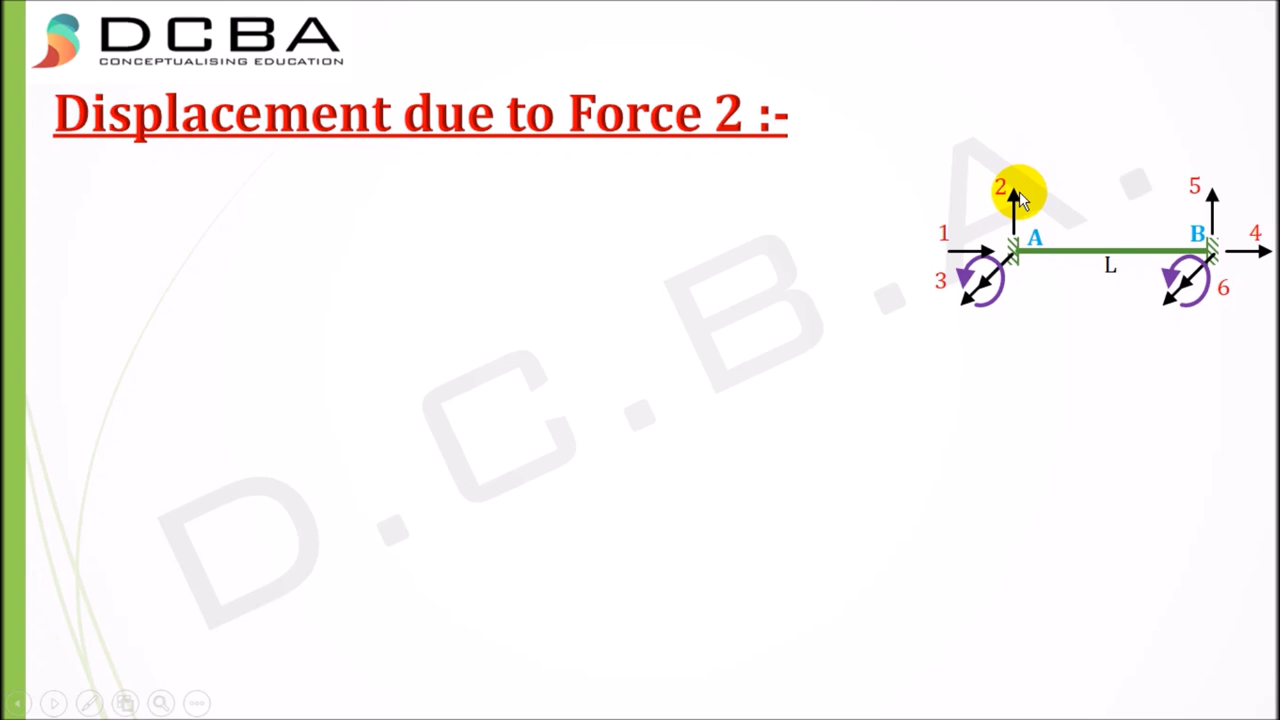 DCBA
CONCEPTUALISING EDUCATION
Displacement due to Force 2 :-
2
5
1
A
B
4
3
L
6
D.C.B.A.